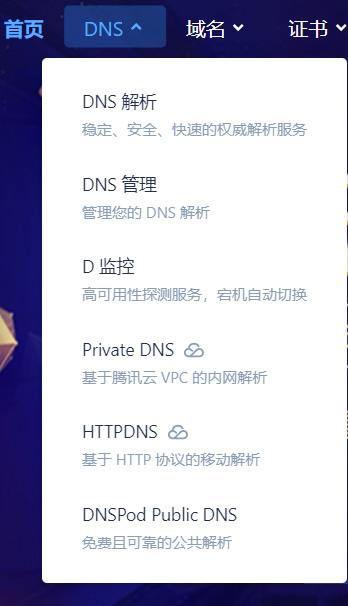 首页 DNS 域名 证书
DNS 解析
稳定、安全、快速的权威解析服务
DNS 管理
管理您的 DNS 解析
D 监控
高可用性探测服务，宕机自动切换
Private DNS
基于腾讯云 VPC 的内网解析
HTTPDNS
基于 HTTP 协议的移动解析
DNSPod Public DNS
免费且可靠的公共解析